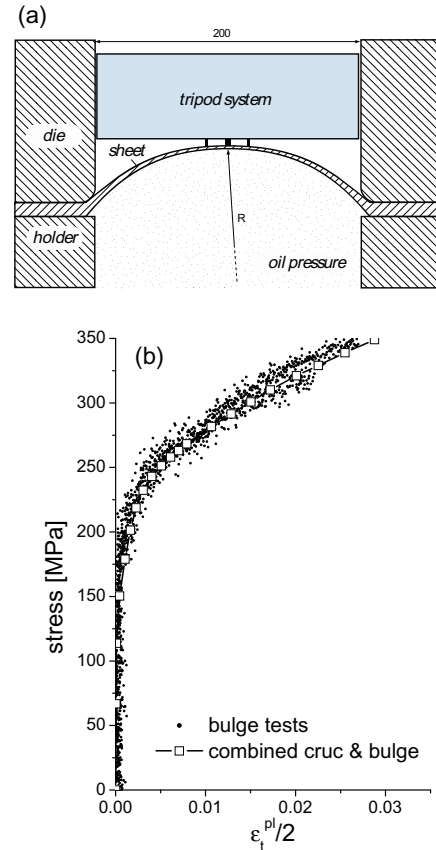 (a)
200
tripod system
die
sheet
holder
R
oil pressure
(b)
350
300
250
200
150
100
50
0
stress [MPa]
bulge tests
combined cruc & bulge
0.00 0.01 0.02 0.03
ε_t^pl/2